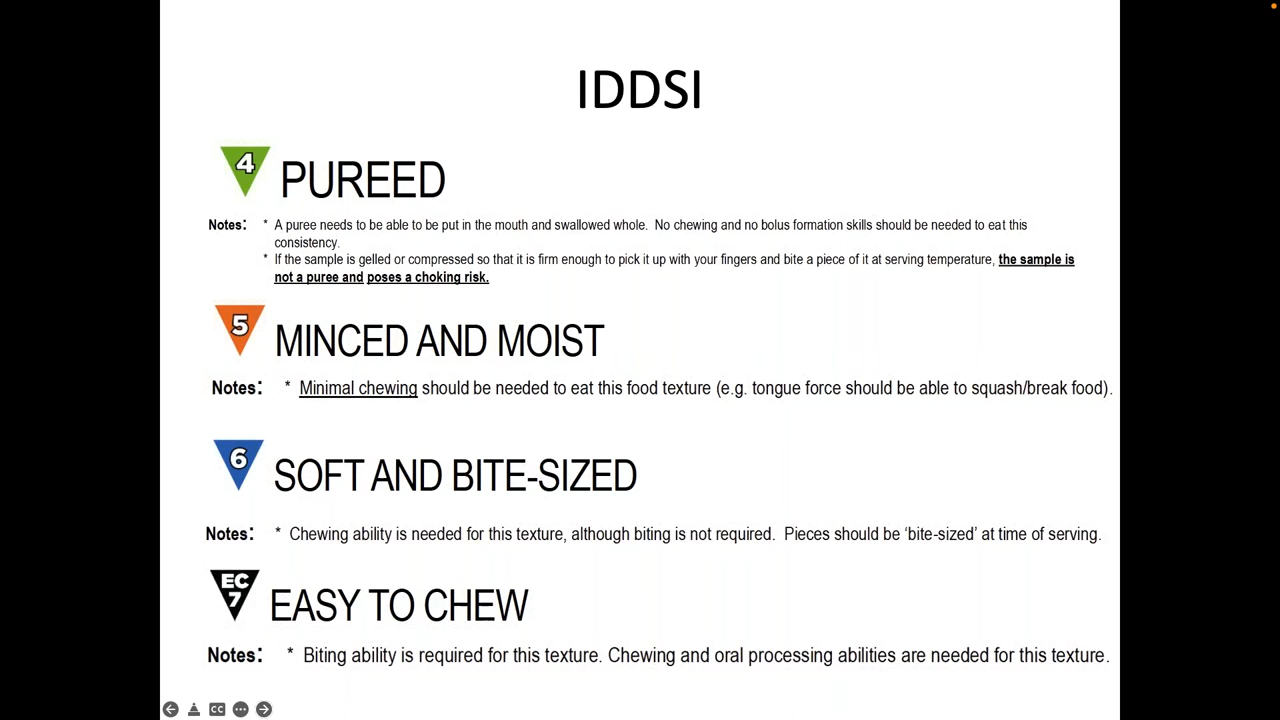 IDDSI
4 PUREED
Notes: * A puree needs to be able to be put in the mouth and swallowed whole. No chewing and no bolus formation skills should be needed to eat this
consistency.
* If the sample is gelled or compressed so that it is firm enough to pick it up with your fingers and bite a piece of it at serving temperature, the sample is
not a puree and poses a choking risk.
5 MINCED AND MOIST
Notes: * Minimal chewing should be needed to eat this food texture (e.g. tongue force should be able to squash/break food).
6 SOFT AND BITE-SIZED
Notes: * Chewing ability is needed for this texture, although biting is not required. Pieces should be ‘bite-sized’ at time of serving.
EC
7 EASY TO CHEW
Notes: * Biting ability is required for this texture. Chewing and oral processing abilities are needed for this texture.
CC